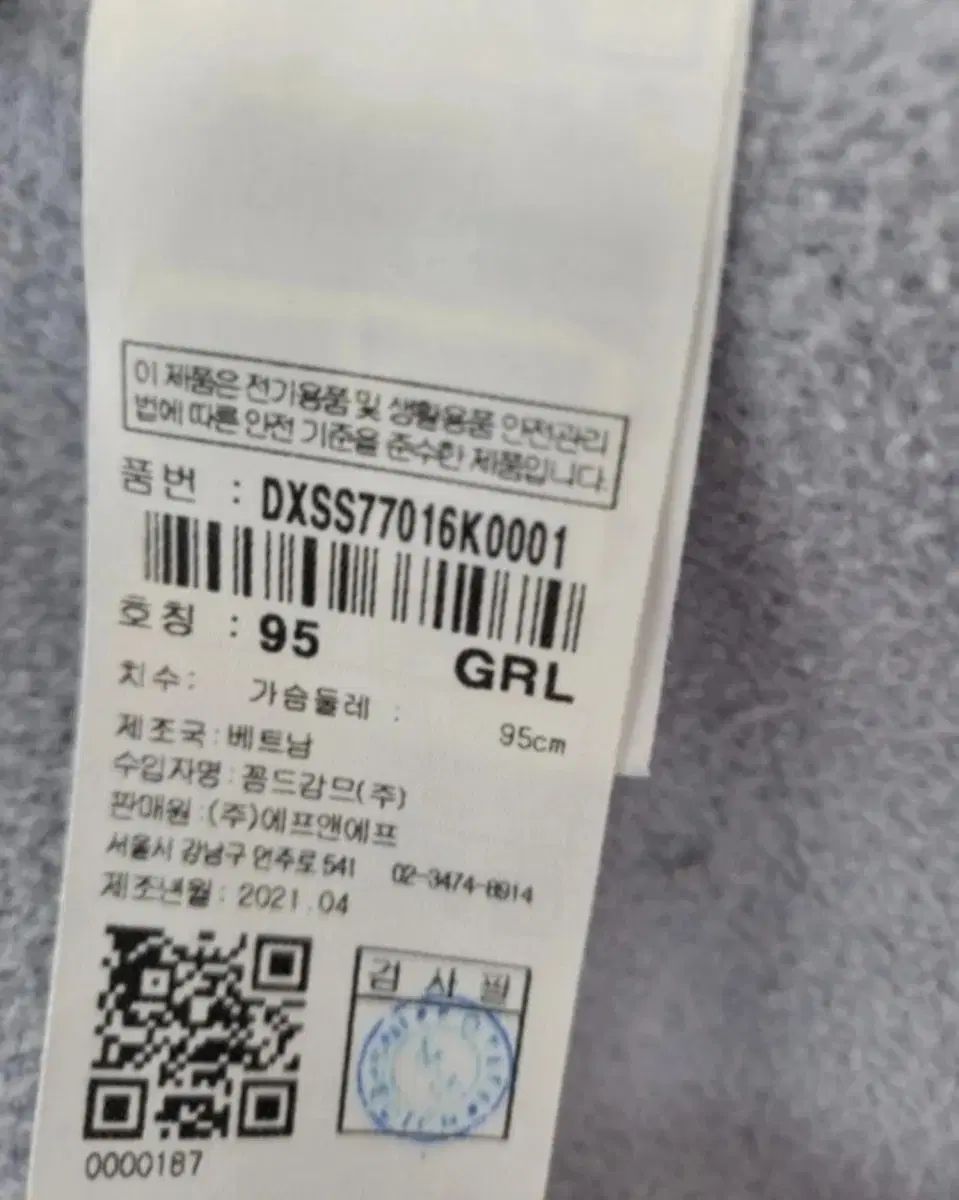 이 제품은 전기용품 및 생활용품 안전관리
법에 따른 안전 기준을 준수한 제품입니다.
품번 : DXSS77016K0001
호칭 : 95 GRL
치수: 가슴둘레 : 95cm
제조국:베트남
수입자명:꼼드감므(주)
판매원:(주)에프앤에프
서울시 강남구 언주로 541 02-3474-8914
제조년월: 2021.04
검사필
0000187